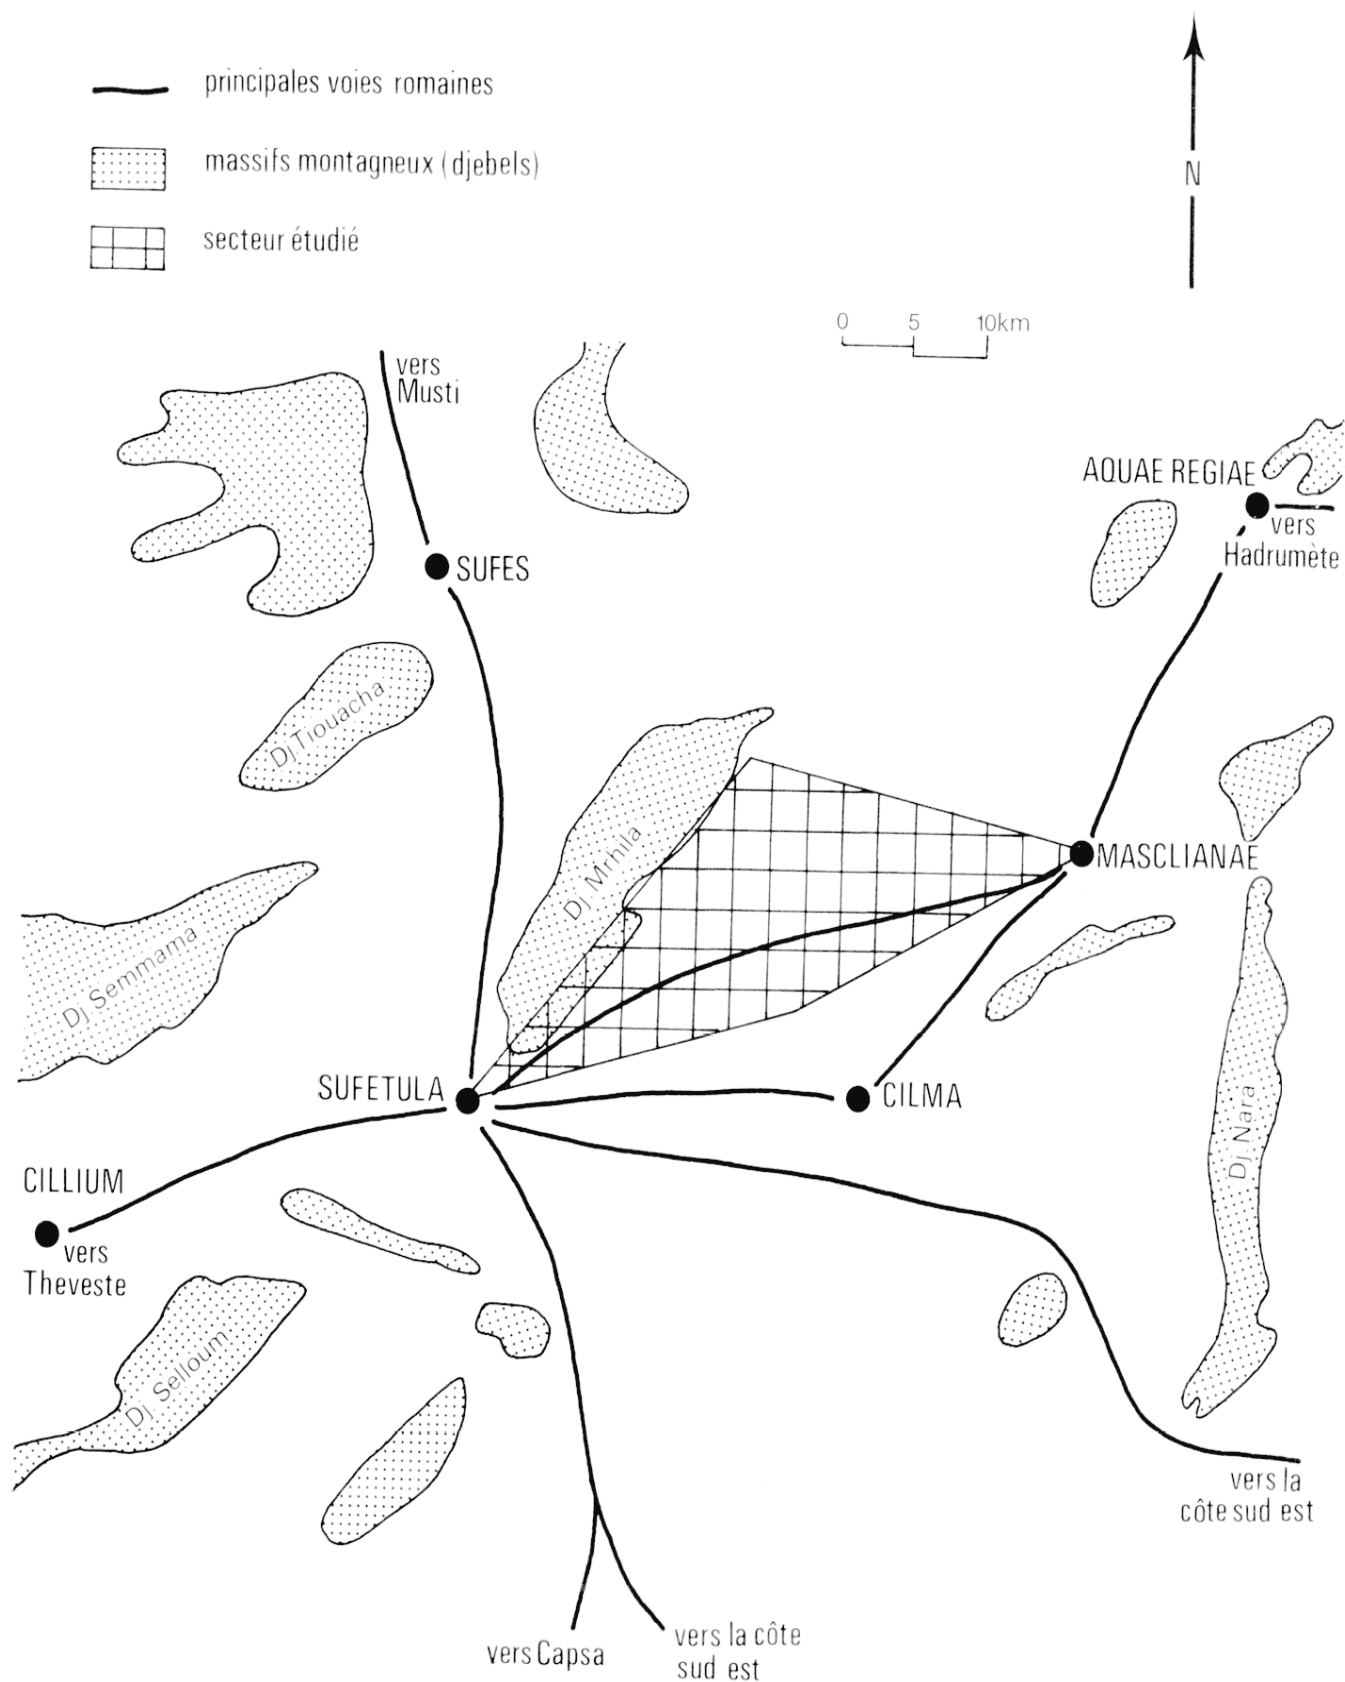 principales voies romaines
massifs montagneux (djebels)
secteur étudié
N
0 5 10km
vers
Musti
AQUAE REGIAE
vers
Hadrumète
SUFES
Dj Tiouacha
Dj Mrhila
MASCLIANAE
Dj Semmama
SUFETULA
CILMA
Dj Nara
CILLIUM
vers
Theveste
Dj Selloum
vers la
côte sud est
vers Capsa
vers la côte
sud est